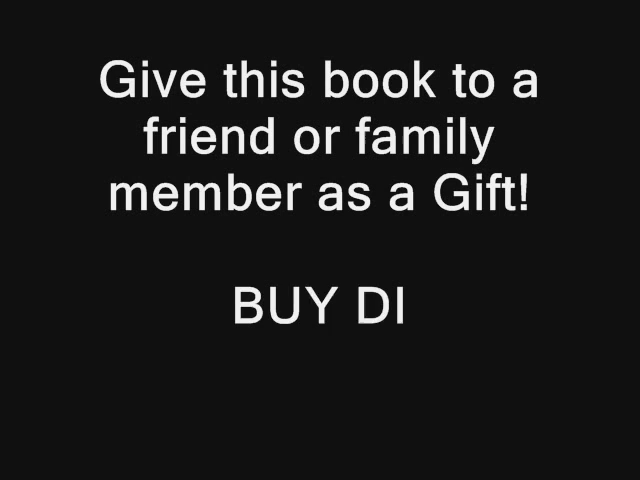 Give this book to a
friend or family
member as a Gift!
BUY DI